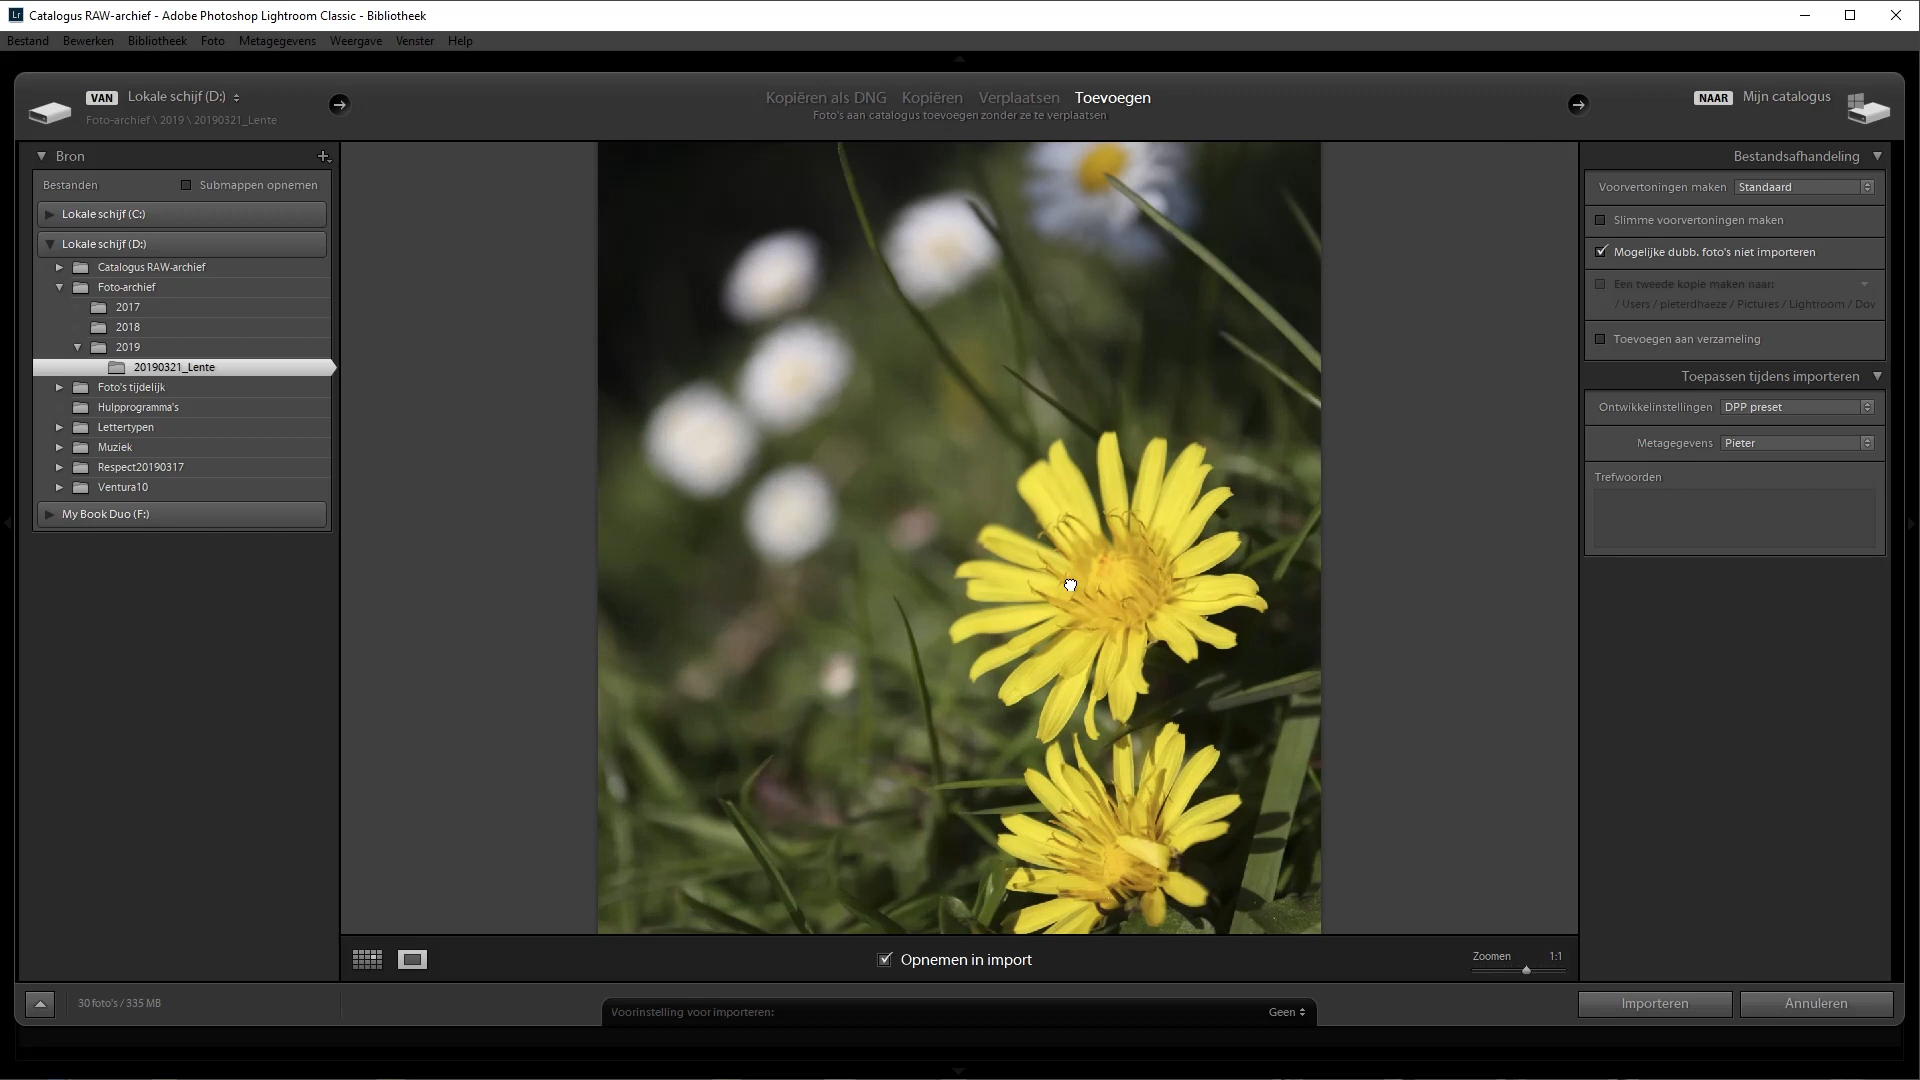 Catalogus RAW-archief - Adobe Photoshop Lightroom Classic - Bibliotheek
Bestand Bewerken Bibliotheek Foto Metagegevens Weergave Venster Help
VAN Lokale schijf (D:)
Foto-archief \ 2019 \ 20190321_Lente
Kopiëren als DNG Kopiëren Verplaatsen Toevoegen
Foto's aan catalogus toevoegen zonder ze te verplaatsen
NAAR Mijn catalogus
Bron
Bestanden Submappen opnemen
Lokale schijf (C:)
Lokale schijf (D:)
Catalogus RAW-archief
Foto-archief
2017
2018
2019
20190321_Lente
Foto's tijdelijk
Hulpprogramma's
Lettertypen
Muziek
Respect20190317
Ventura10
My Book Duo (F:)
Bestandsafhandeling
Voorvertoningen maken Standaard
Slimme voorvertoningen maken
Mogelijke dubb. foto's niet importeren
Een tweede kopie maken naar:
/ Users / pieterdhaeze / Pictures / Lightroom / Dov
Toevoegen aan verzameling
Toepassen tijdens importeren
Ontwikkelinstellingen DPP preset
Metagegevens Pieter
Trefwoorden
Opnemen in import
Zoomen 1:1
30 foto's / 335 MB
Voorinstelling voor importeren: Geen
Importeren Annuleren